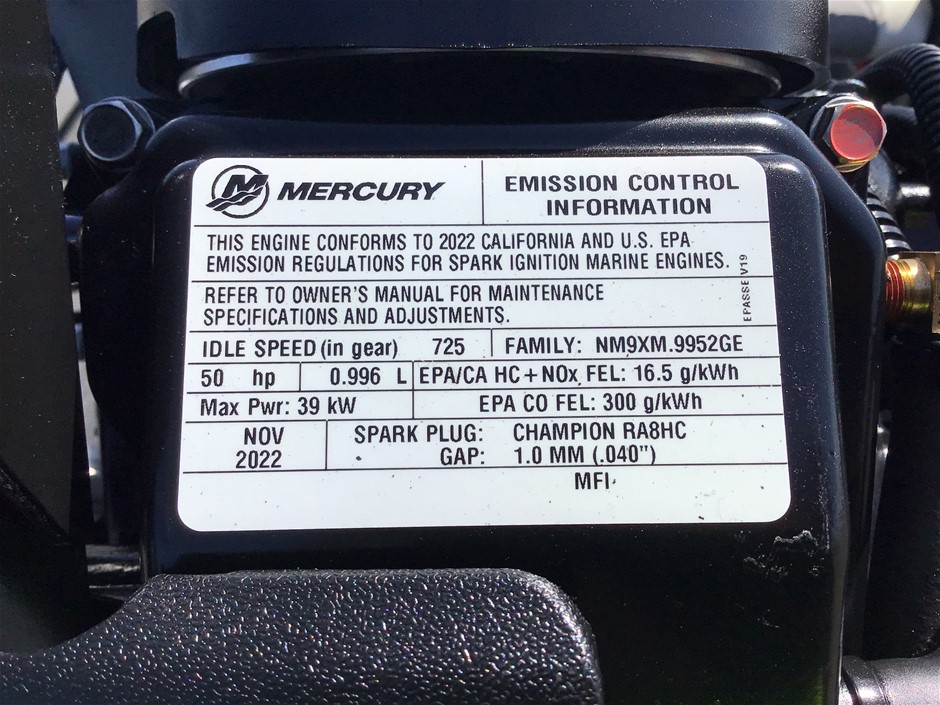 MERCURY
EMISSION CONTROL
INFORMATION
THIS ENGINE CONFORMS TO 2022 CALIFORNIA AND U.S. EPA
EMISSION REGULATIONS FOR SPARK IGNITION MARINE ENGINES.
EPASSE V19
REFER TO OWNER'S MANUAL FOR MAINTENANCE
SPECIFICATIONS AND ADJUSTMENTS.
IDLE SPEED (in gear) 725 FAMILY: NM9XM.9952GE
50 hp 0.996 L EPA/CA HC+NOx FEL: 16.5 g/kWh
Max Pwr: 39 kW EPA CO FEL: 300 g/kWh
NOV
2022
SPARK PLUG: CHAMPION RA8HC
GAP: 1.0 MM (.040")
MFI